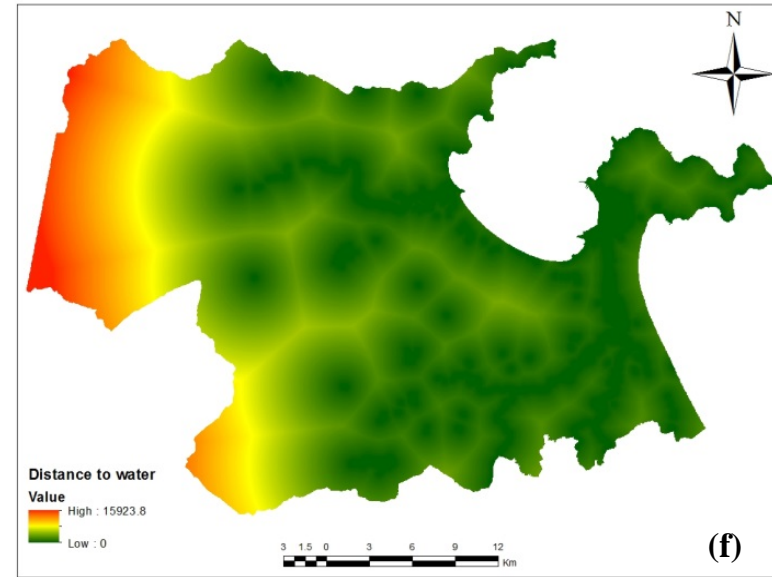 N
Distance to water
Value
High : 15923.8
Low : 0
3 1.5 0 3 6 9 12
Km
(f)